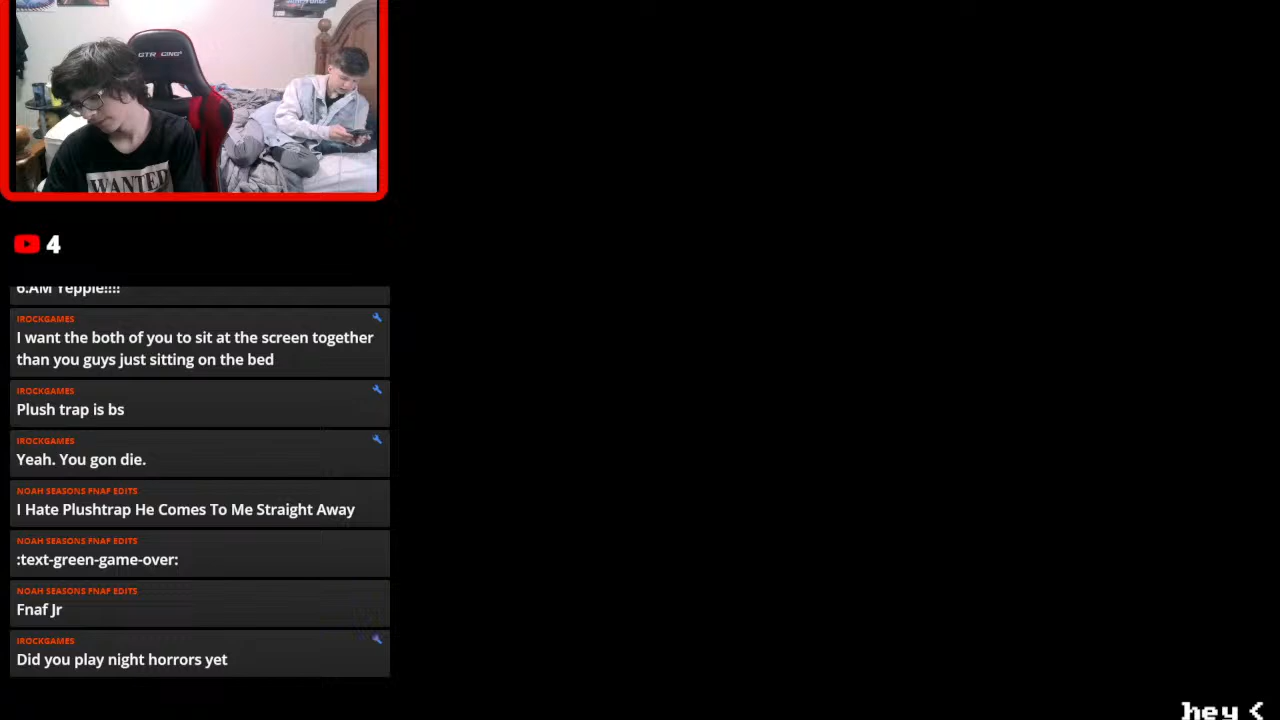 GTRACING
WANTED
4
6.AM Yeppie!!!!
IROCKGAMES
I want the both of you to sit at the screen together
than you guys just sitting on the bed
IROCKGAMES
Plush trap is bs
IROCKGAMES
Yeah. You gon die.
NOAH SEASONS FNAF EDITS
I Hate Plushtrap He Comes To Me Straight Away
NOAH SEASONS FNAF EDITS
:text-green-game-over:
NOAH SEASONS FNAF EDITS
Fnaf Jr
IROCKGAMES
Did you play night horrors yet
hey <